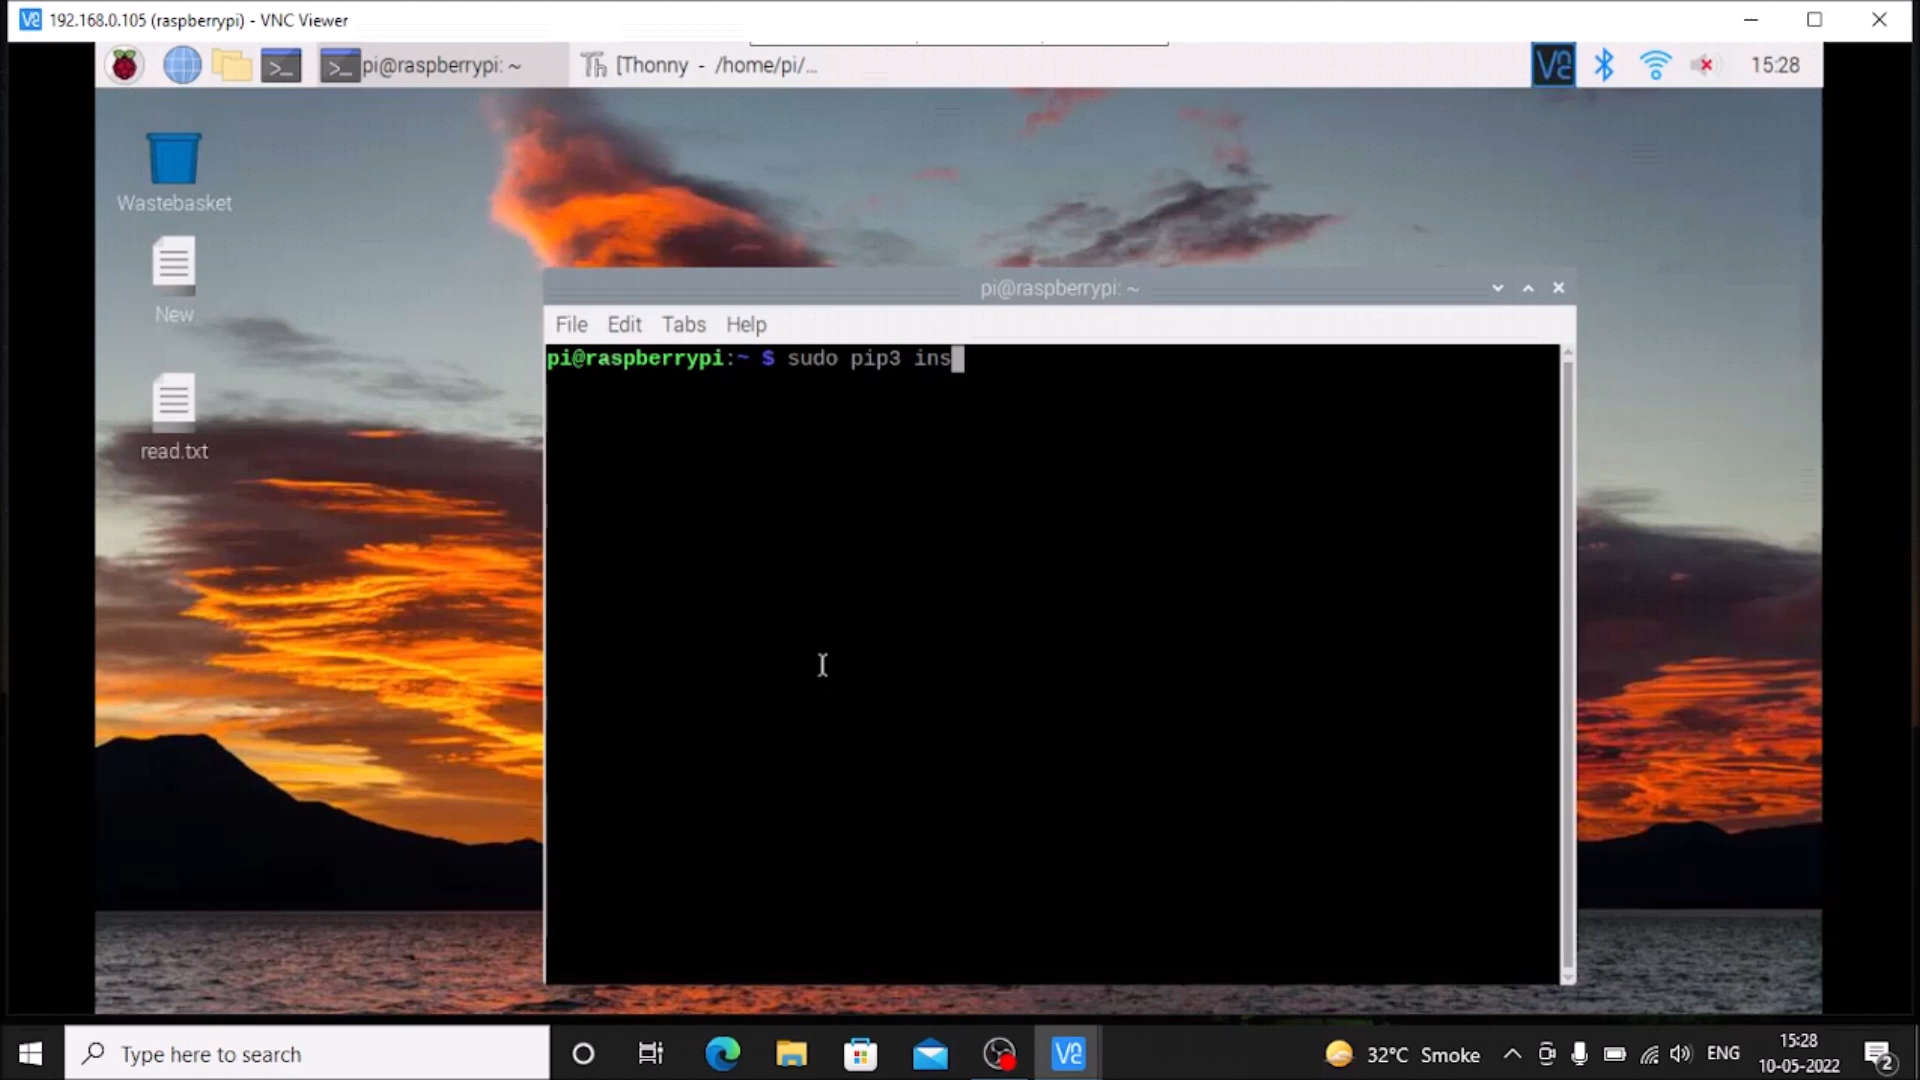 192.168.0.105 (raspberrypi) - VNC Viewer
pi@raspberrypi: ~
[Thonny - /home/pi/...
15:28
Wastebasket
New
read.txt
pi@raspberrypi: ~
File Edit Tabs Help
pi@raspberrypi:~ $ sudo pip3 ins
Type here to search
32°C Smoke
ENG
15:28
10-05-2022
2